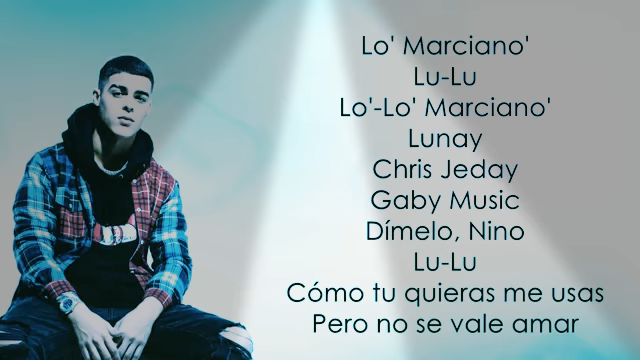 Lo' Marciano'
Lu-Lu
Lo'-Lo' Marciano'
Lunay
Chris Jeday
Gaby Music
Dímelo, Nino
Lu-Lu
Cómo tu quieras me usas
Pero no se vale amar